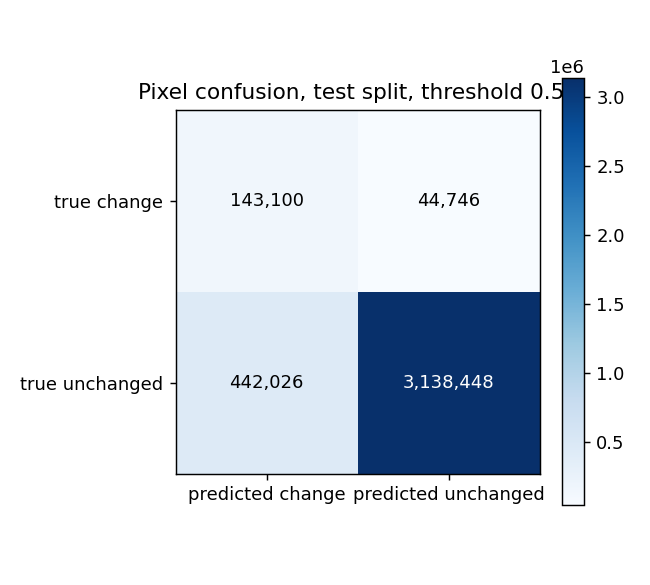 1e6
Pixel confusion, test split, threshold 0.5
3.0
true change 143,100 44,746
2.5
2.0
1.5
true unchanged 442,026 3,138,448
1.0
0.5
predicted change predicted unchanged